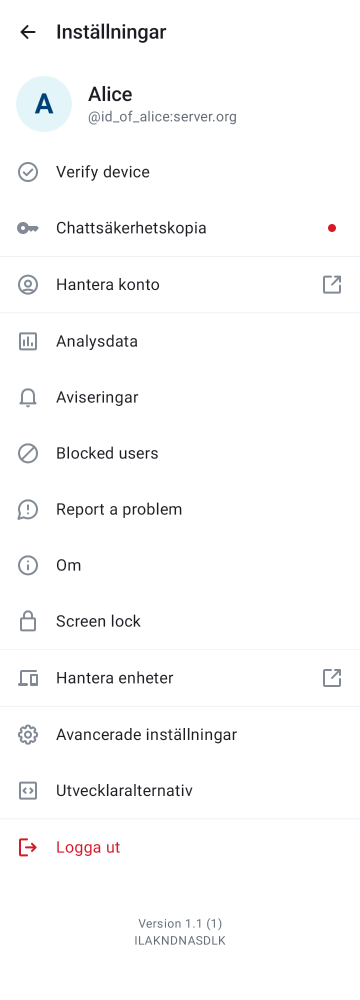 Inställningar
A
Alice
@id_of_alice:server.org
Verify device
Chattsäkerhetskopia
Hantera konto
Analysdata
Aviseringar
Blocked users
Report a problem
Om
Screen lock
Hantera enheter
Avancerade inställningar
Utvecklaralternativ
Logga ut
Version 1.1 (1)
ILAKNDNASDLK